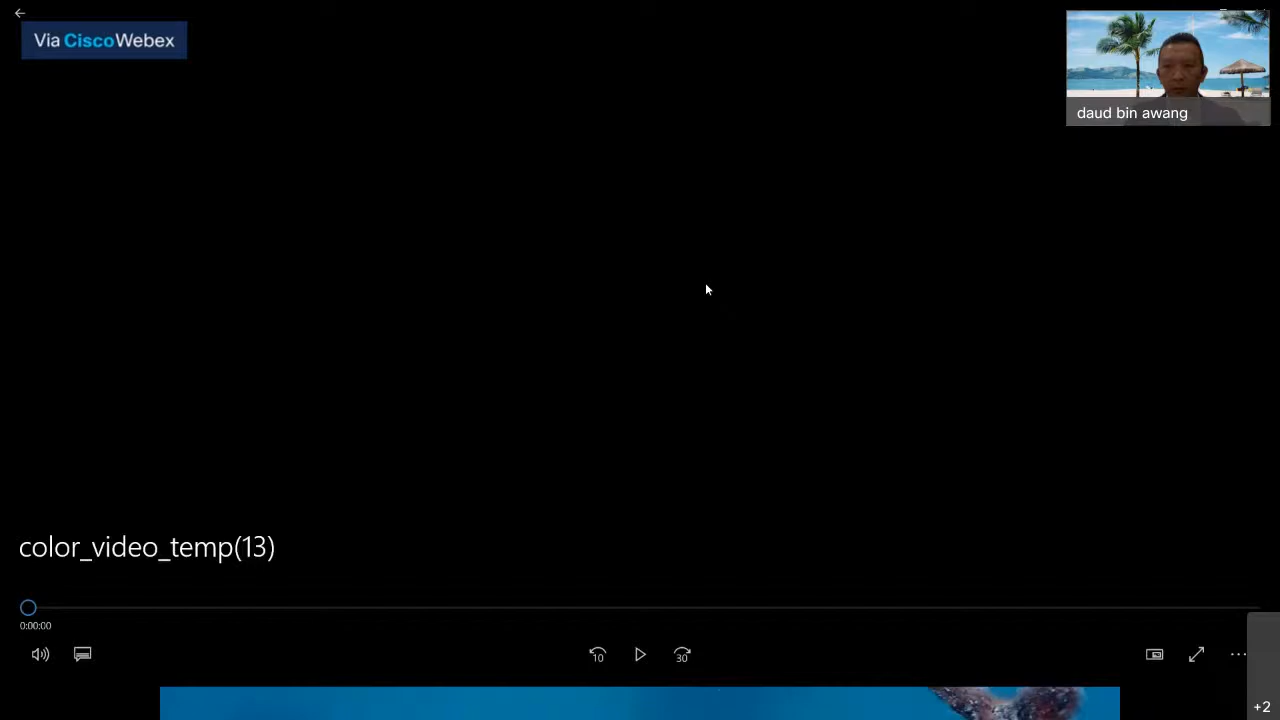 Via CiscoWebex
daud bin awang
color_video_temp(13)
0:00:00
10
30
+2